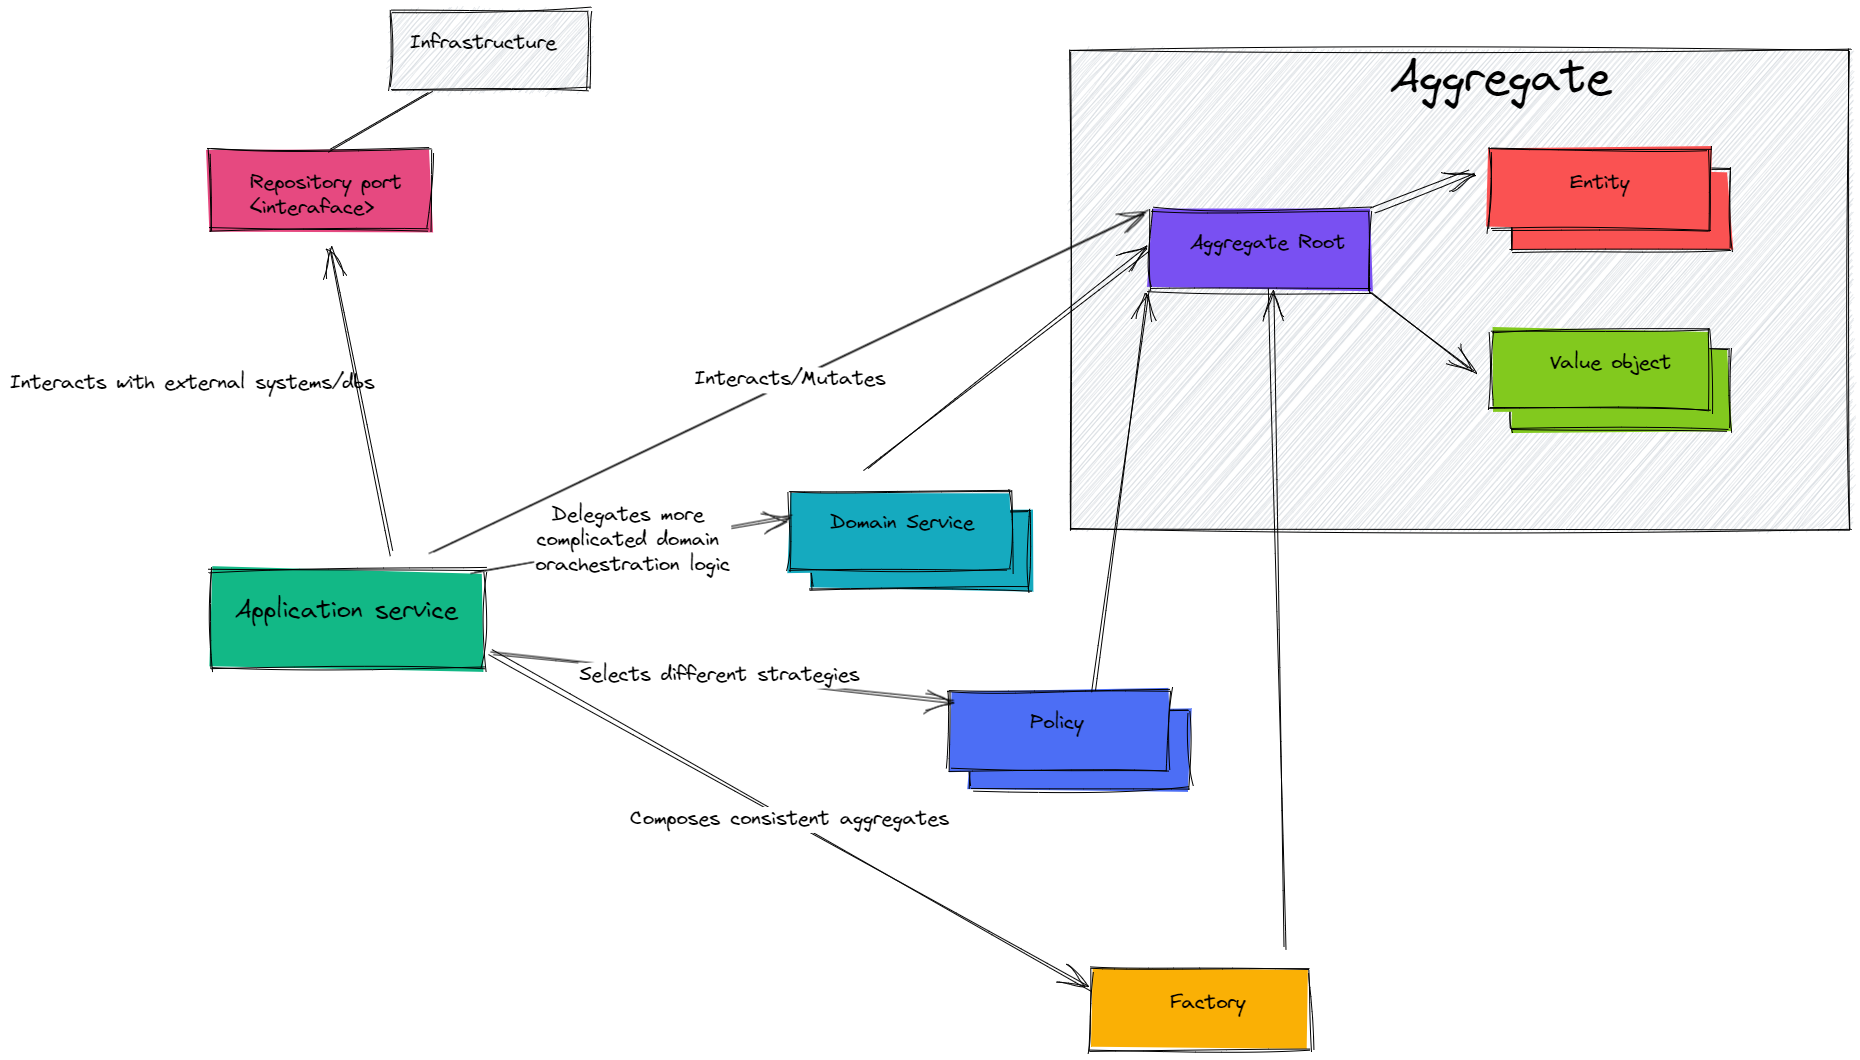 Infrastructure
Aggregate
Repository port
<interaface>
Entity
Aggregate Root
Value object
Interacts with external systems/dbs
Interacts/Mutates
Delegates more
complicated domain
orachestration logic
Domain Service
Application service
Selects different strategies
Policy
Composes consistent aggregates
Factory